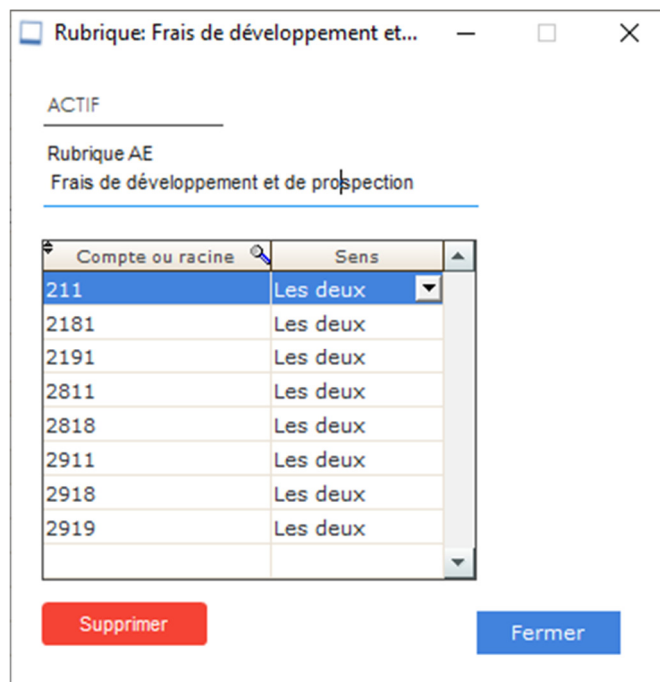 Rubrique: Frais de développement et...
ACTIF
Rubrique AE
Frais de développement et de prospection
Compte ou racine Sens
211 Les deux
2181 Les deux
2191 Les deux
2811 Les deux
2818 Les deux
2911 Les deux
2918 Les deux
2919 Les deux
Supprimer
Fermer